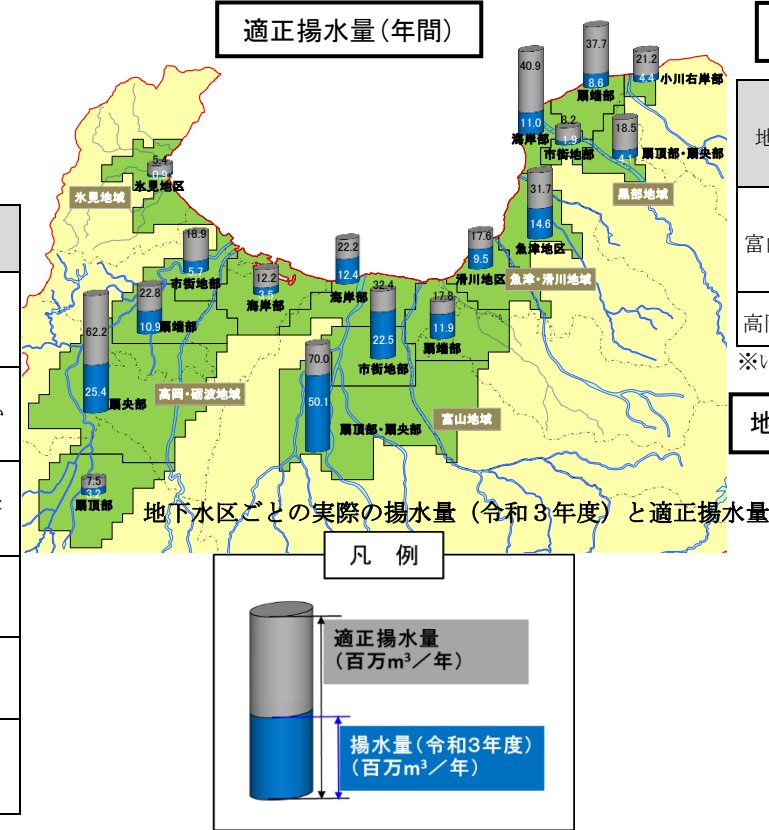 適正揚水量(年間)
37.7
8.6
扇端部
21.2
4.4
小川右岸部
40.9
11.0
海岸部
8.2
1.9
市街地部
18.5
4.1
扇頂部・扇央部
黒部地域
5.4
0.9
氷見地区
氷見地域
31.7
14.6
魚津地区
17.6
9.5
滑川地区
魚津・滑川地域
18.9
5.7
市街地部
12.2
3.5
海岸部
22.2
12.4
海岸部
22.8
10.9
扇端部
32.4
22.5
市街地部
17.8
11.9
扇端部
62.2
25.4
扇央部
高岡・砺波地域
70.0
50.1
扇頂部・扇央部
富山地域
7.5
3.2
扇頂部
地下水区ごとの実際の揚水量(令和3年度)と適正揚水量
凡 例
適正揚水量
(百万m³/年)
揚水量(令和3年度)
(百万m³/年)
地
富
高
※い
地